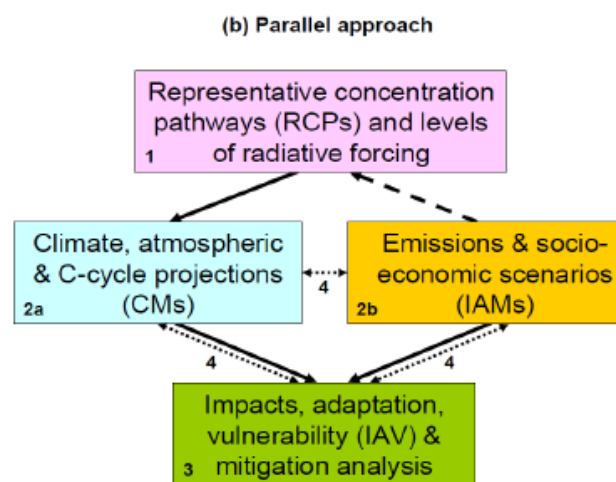 (b) Parallel approach
Representative concentration
pathways (RCPs) and levels
of radiative forcing
1
Climate, atmospheric
& C-cycle projections
(CMs)
2a
4
Emissions & socio-
economic scenarios
(IAMs)
2b
4
4
Impacts, adaptation,
vulnerability (IAV) &
mitigation analysis
3